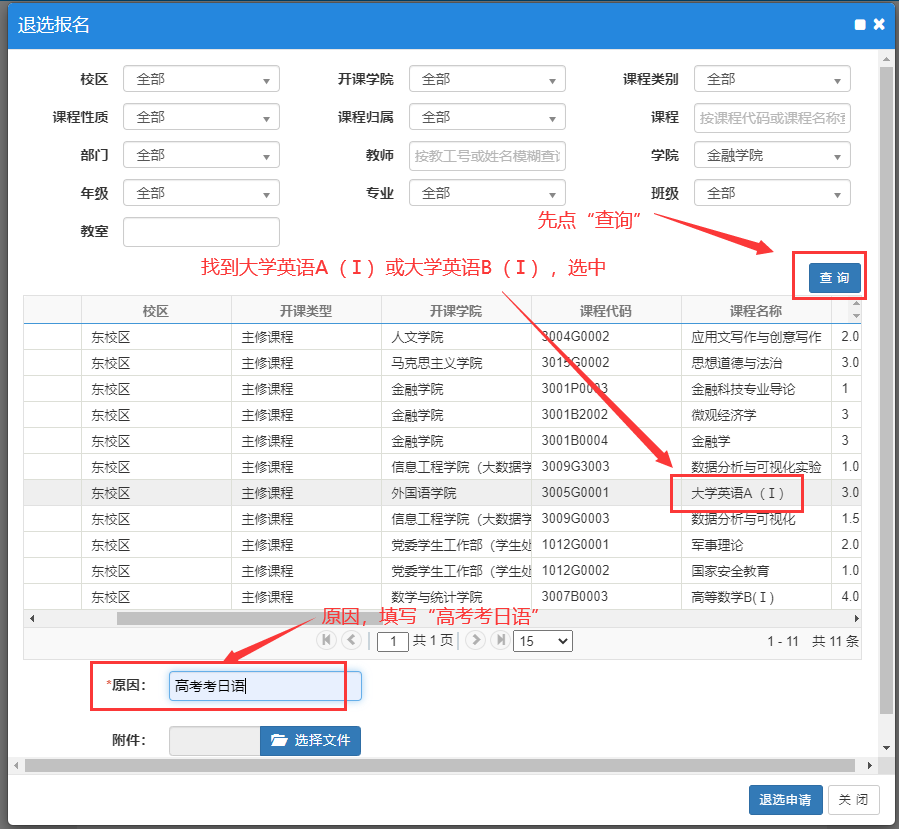 退选报名
校区 全部 开课学院 全部 课程类别 全部
课程性质 全部 课程归属 全部 课程 按课程代码或课程名称
部门 全部 教师 按教工号或姓名模糊查 学院 金融学院
年级 全部 专业 全部 班级 全部
先点“查询”
教室
找到大学英语A（I）或大学英语B（I），选中
查 询
校区 开课类型 开课学院 课程代码 课程名称
东校区 主修课程 人文学院 3004G0002 应用文写作与创意写作 2.0
东校区 主修课程 马克思主义学院 3015G0002 思想道德与法治 3.0
东校区 主修课程 金融学院 3001P0003 金融科技专业导论 1
东校区 主修课程 金融学院 3001B2002 微观经济学 3
东校区 主修课程 金融学院 3001B0004 金融学 3
东校区 主修课程 信息工程学院（大数据学 3009G3003 数据分析与可视化实验 1.0
东校区 主修课程 外国语学院 3005G0001 大学英语A（I） 3.0
东校区 主修课程 信息工程学院（大数据学 3009G0003 数据分析与可视化 1.5
东校区 主修课程 党委学生工作部（学生处 1012G0001 军事理论 2.0
东校区 主修课程 党委学生工作部（学生处 1012G0002 国家安全教育 1.0
东校区 主修课程 数学与统计学院 3007B0003 高等数学B(I) 4.0
原因，填写“高考考日语”
1 共 1 页 15 1 - 11 共 11 条
*原因： 高考考日语
附件： 选择文件
退选申请 关 闭